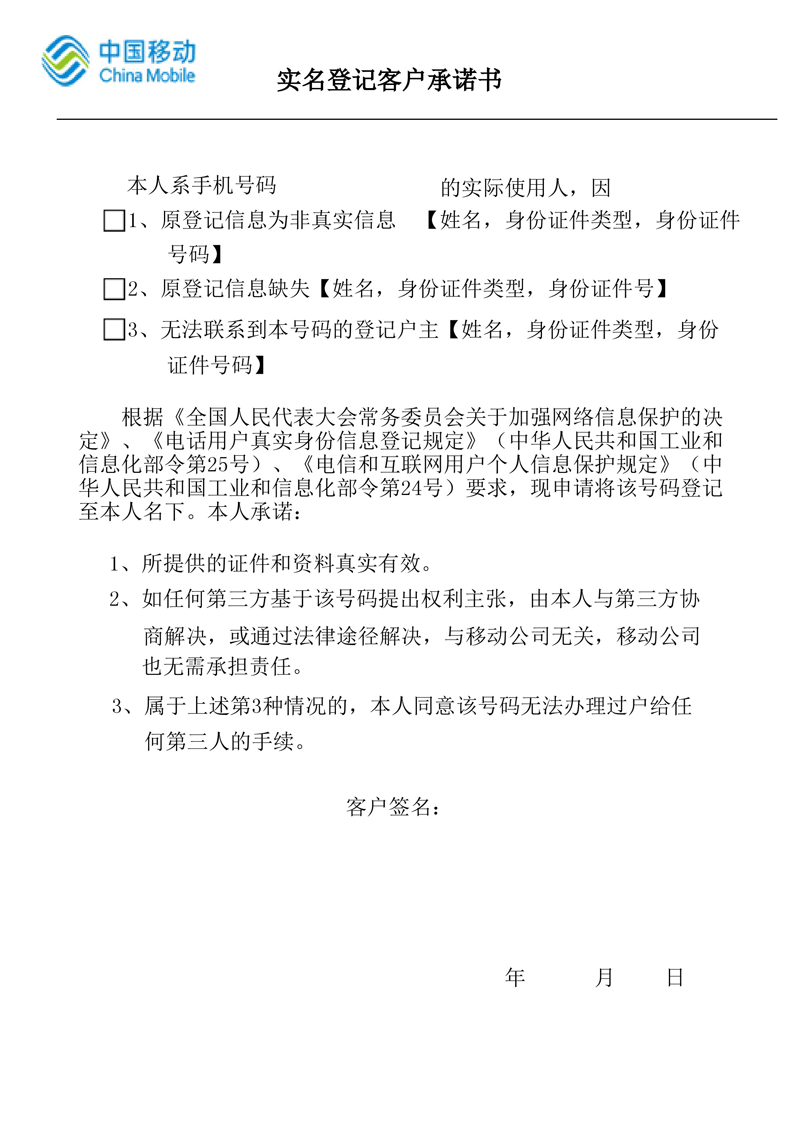 中国移动
China Mobile
实名登记客户承诺书
本人系手机号码 的实际使用人，因
□1、原登记信息为非真实信息 【姓名，身份证件类型，身份证件
号码】
□2、原登记信息缺失【姓名，身份证件类型，身份证件号】
□3、无法联系到本号码的登记户主【姓名，身份证件类型，身份
证件号码】
根据《全国人民代表大会常务委员会关于加强网络信息保护的决
定》、《电话用户真实身份信息登记规定》（中华人民共和国工业和
信息化部令第25号）、《电信和互联网用户个人信息保护规定》（中
华人民共和国工业和信息化部令第24号）要求，现申请将该号码登记
至本人名下。本人承诺：
1、所提供的证件和资料真实有效。
2、如任何第三方基于该号码提出权利主张，由本人与第三方协
商解决，或通过法律途径解决，与移动公司无关，移动公司
也无需承担责任。
3、属于上述第3种情况的，本人同意该号码无法办理过户给任
何第三人的手续。
客户签名：
年 月 日